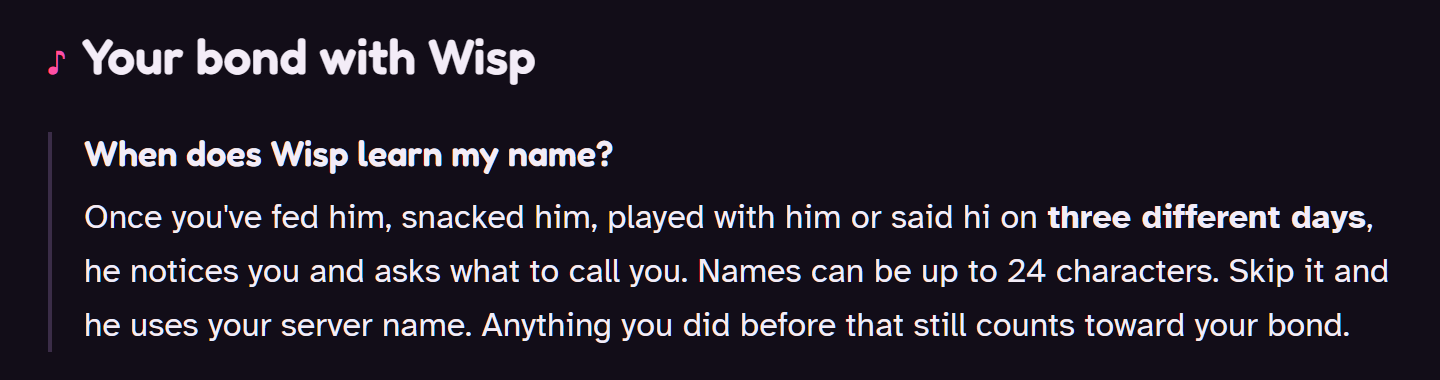 ♪ Your bond with Wisp
When does Wisp learn my name?
Once you've fed him, snacked him, played with him or said hi on three different days,
he notices you and asks what to call you. Names can be up to 24 characters. Skip it and
he uses your server name. Anything you did before that still counts toward your bond.